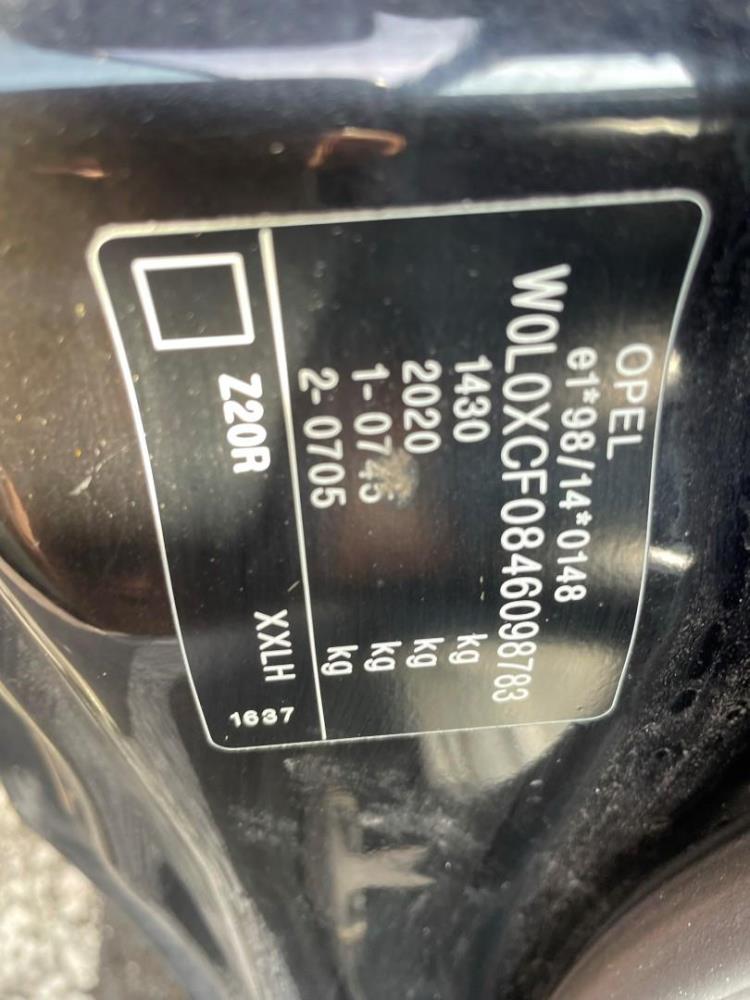 OPEL
e1*98/14*0148
W0L0XCF0846098783
1430 kg
2020 kg
1- 0745 kg
2- 0705 kg
Z20R XXLH
1637